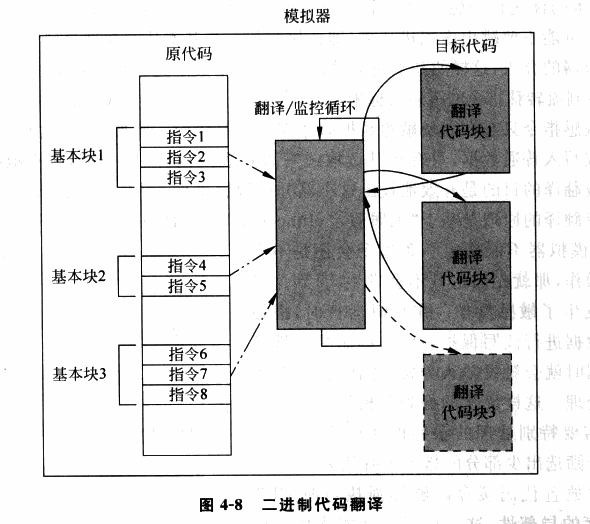 模拟器
原代码
目标代码
翻译/监控循环
基本块1
指令1
指令2
指令3
基本块2
指令4
指令5
基本块3
指令6
指令7
指令8
翻译
代码块1
翻译
代码块2
翻译
代码块3
图 4-8 二进制代码翻译